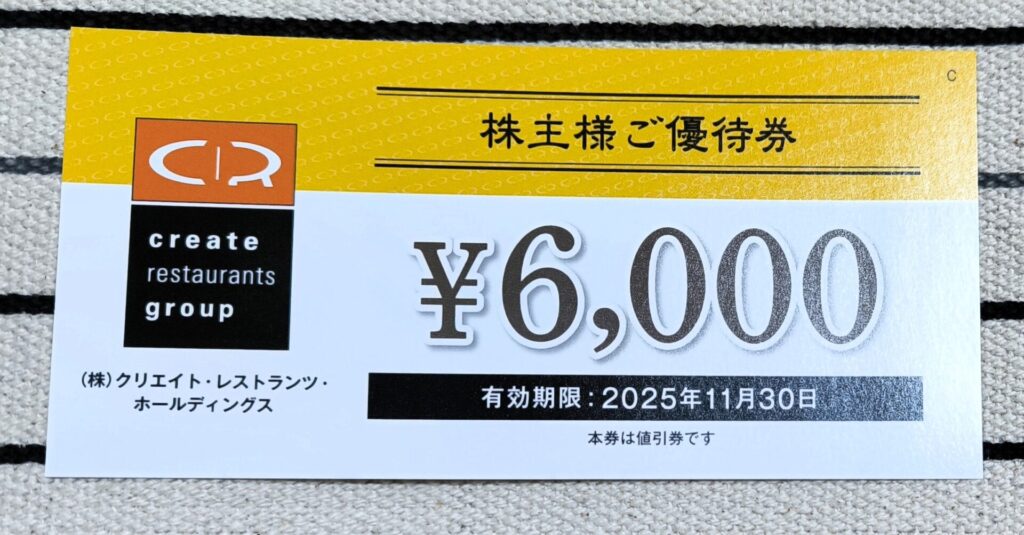 C
株主様ご優待券
CR
create
restaurants
group
¥6,000
(株)クリエイト・レストランツ・
ホールディングス
有効期限：2025年11月30日
本券は値引券です